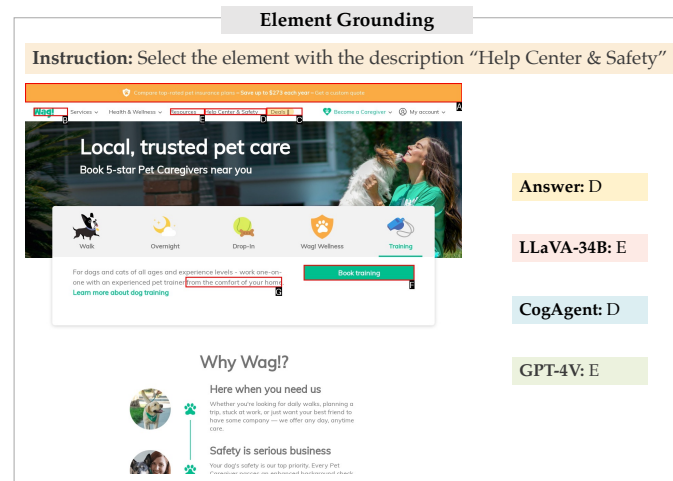 Element Grounding
Instruction: Select the element with the description “Help Center & Safety”
Compare top-rated pet insurance plans – Save up to $273 each year – Get a custom quote
A
Wag! Services Health & Wellness Resources Help Center & Safety Deals Become a Caregiver My account
B E D C
Local, trusted pet care
Book 5-star Pet Caregivers near you
Walk Overnight Drop-In Wag! Wellness Training
For dogs and cats of all ages and experience levels - work one-on-
one with an experienced pet trainer from the comfort of your home.
Learn more about dog training
Book training
G F
Why Wag!?
Here when you need us
Whether you're looking for daily walks, planning a
trip, stuck at work, or just want your best friend to
have some company — we offer any day, anytime
care.
Safety is serious business
Your dog's safety is our top priority. Every Pet
Caregiver passes an enhanced background check
Answer: D
LLaVA-34B: E
CogAgent: D
GPT-4V: E